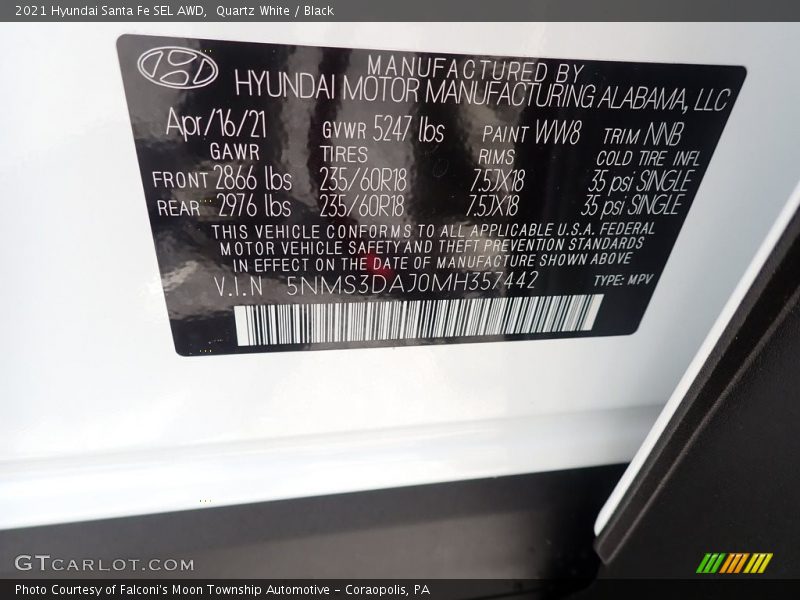 2021 Hyundai Santa Fe SEL AWD,  Quartz White / Black
MANUFACTURED BY
HYUNDAI MOTOR MANUFACTURING ALABAMA, LLC
Apr/16/21 GVWR 5247 lbs PAINT WW8 TRIM NNB
GAWR TIRES RIMS COLD TIRE INFL
FRONT 2866 lbs 235/60R18 7.5JX18 35 psi SINGLE
REAR 2976 lbs 235/60R18 7.5JX18 35 psi SINGLE
THIS VEHICLE CONFORMS TO ALL APPLICABLE U.S.A. FEDERAL
MOTOR VEHICLE SAFETY AND THEFT PREVENTION STANDARDS
IN EFFECT ON THE DATE OF MANUFACTURE SHOWN ABOVE
V.I.N 5NMS3DAJ0MH357442 TYPE: MPV
GTCARLOT.COM
Photo Courtesy of Falconi's Moon Township Automotive - Coraopolis, PA